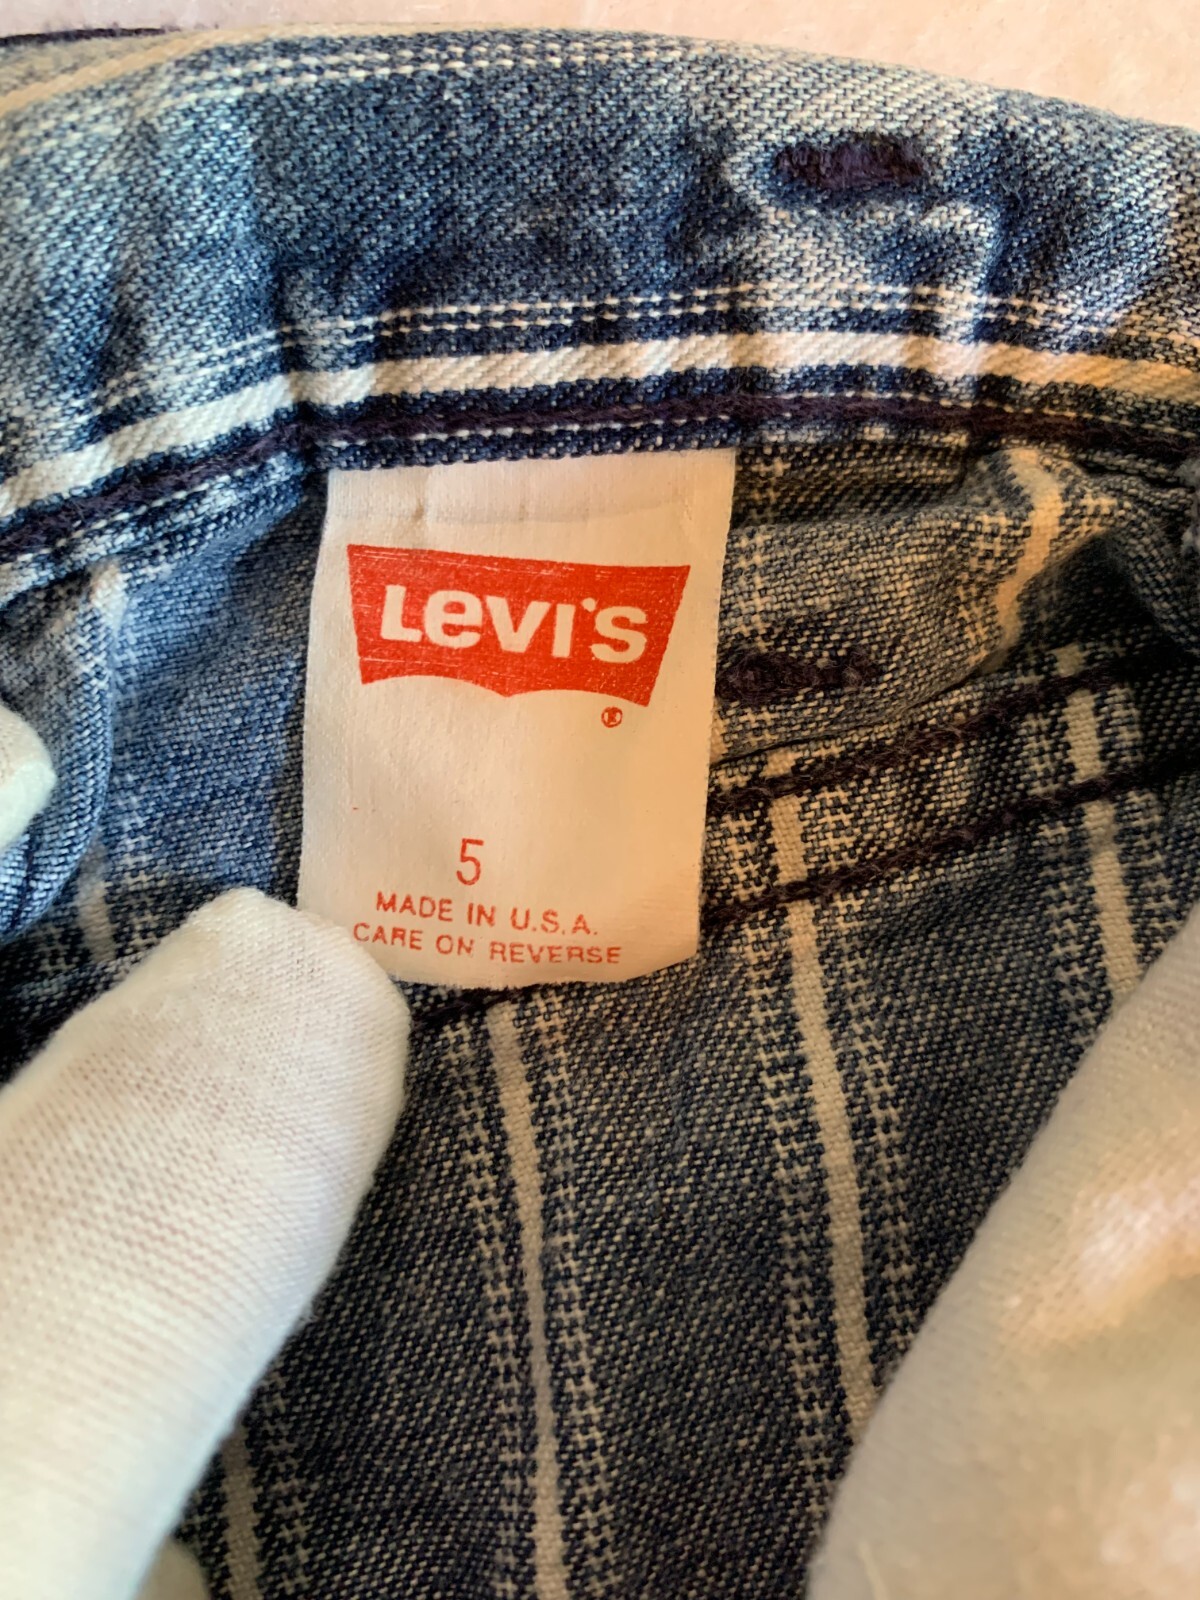 LEVI'S
®
5
MADE IN U.S.A.
CARE ON REVERSE